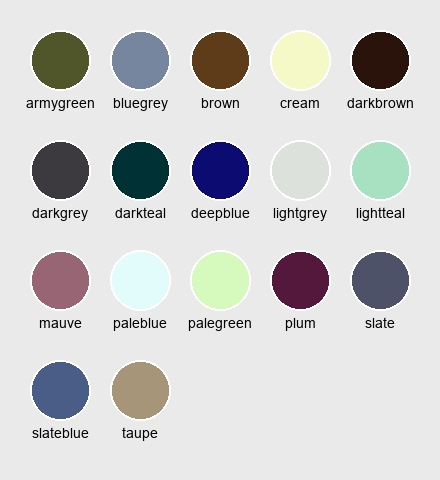 armygreen bluegrey brown cream darkbrown
darkgrey darkteal deepblue lightgrey lightteal
mauve paleblue palegreen plum slate
slateblue taupe